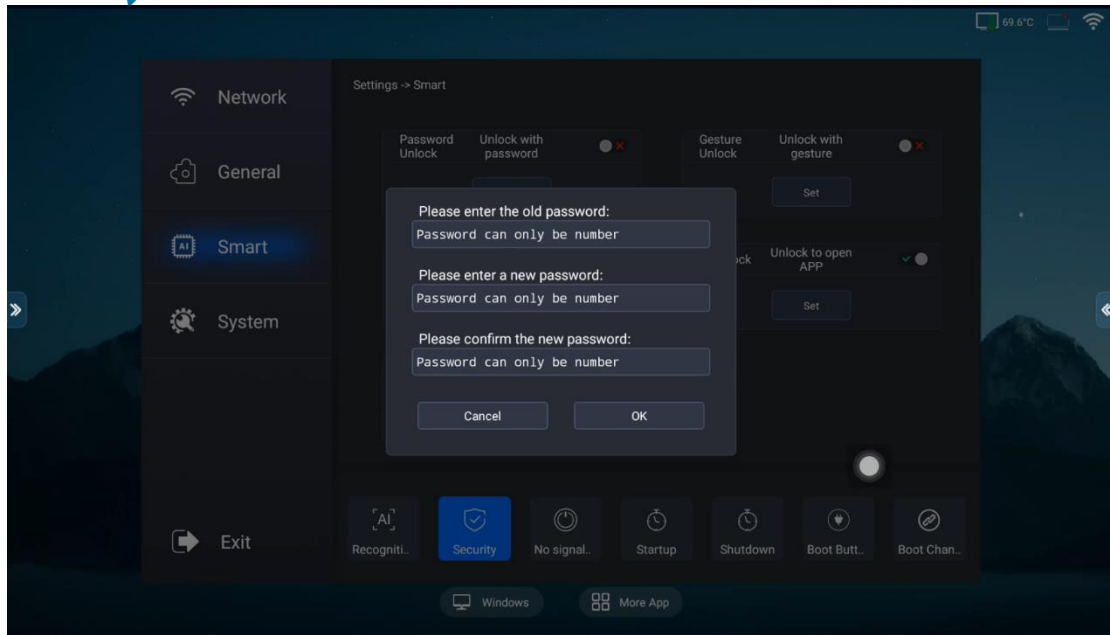 69.6°C
Network
General
Smart
System
Exit
Settings -> Smart
Password
Unlock
Unlock with
password
Gesture
Unlock
Unlock with
gesture
Set
Unlock to open
APP
Set
Please enter the old password:
Password can only be number
Please enter a new password:
Password can only be number
Please confirm the new password:
Password can only be number
Cancel
OK
[AI]
Recogniti..
Security
No signal..
Startup
Shutdown
Boot Butt..
Boot Chan..
Windows
More App